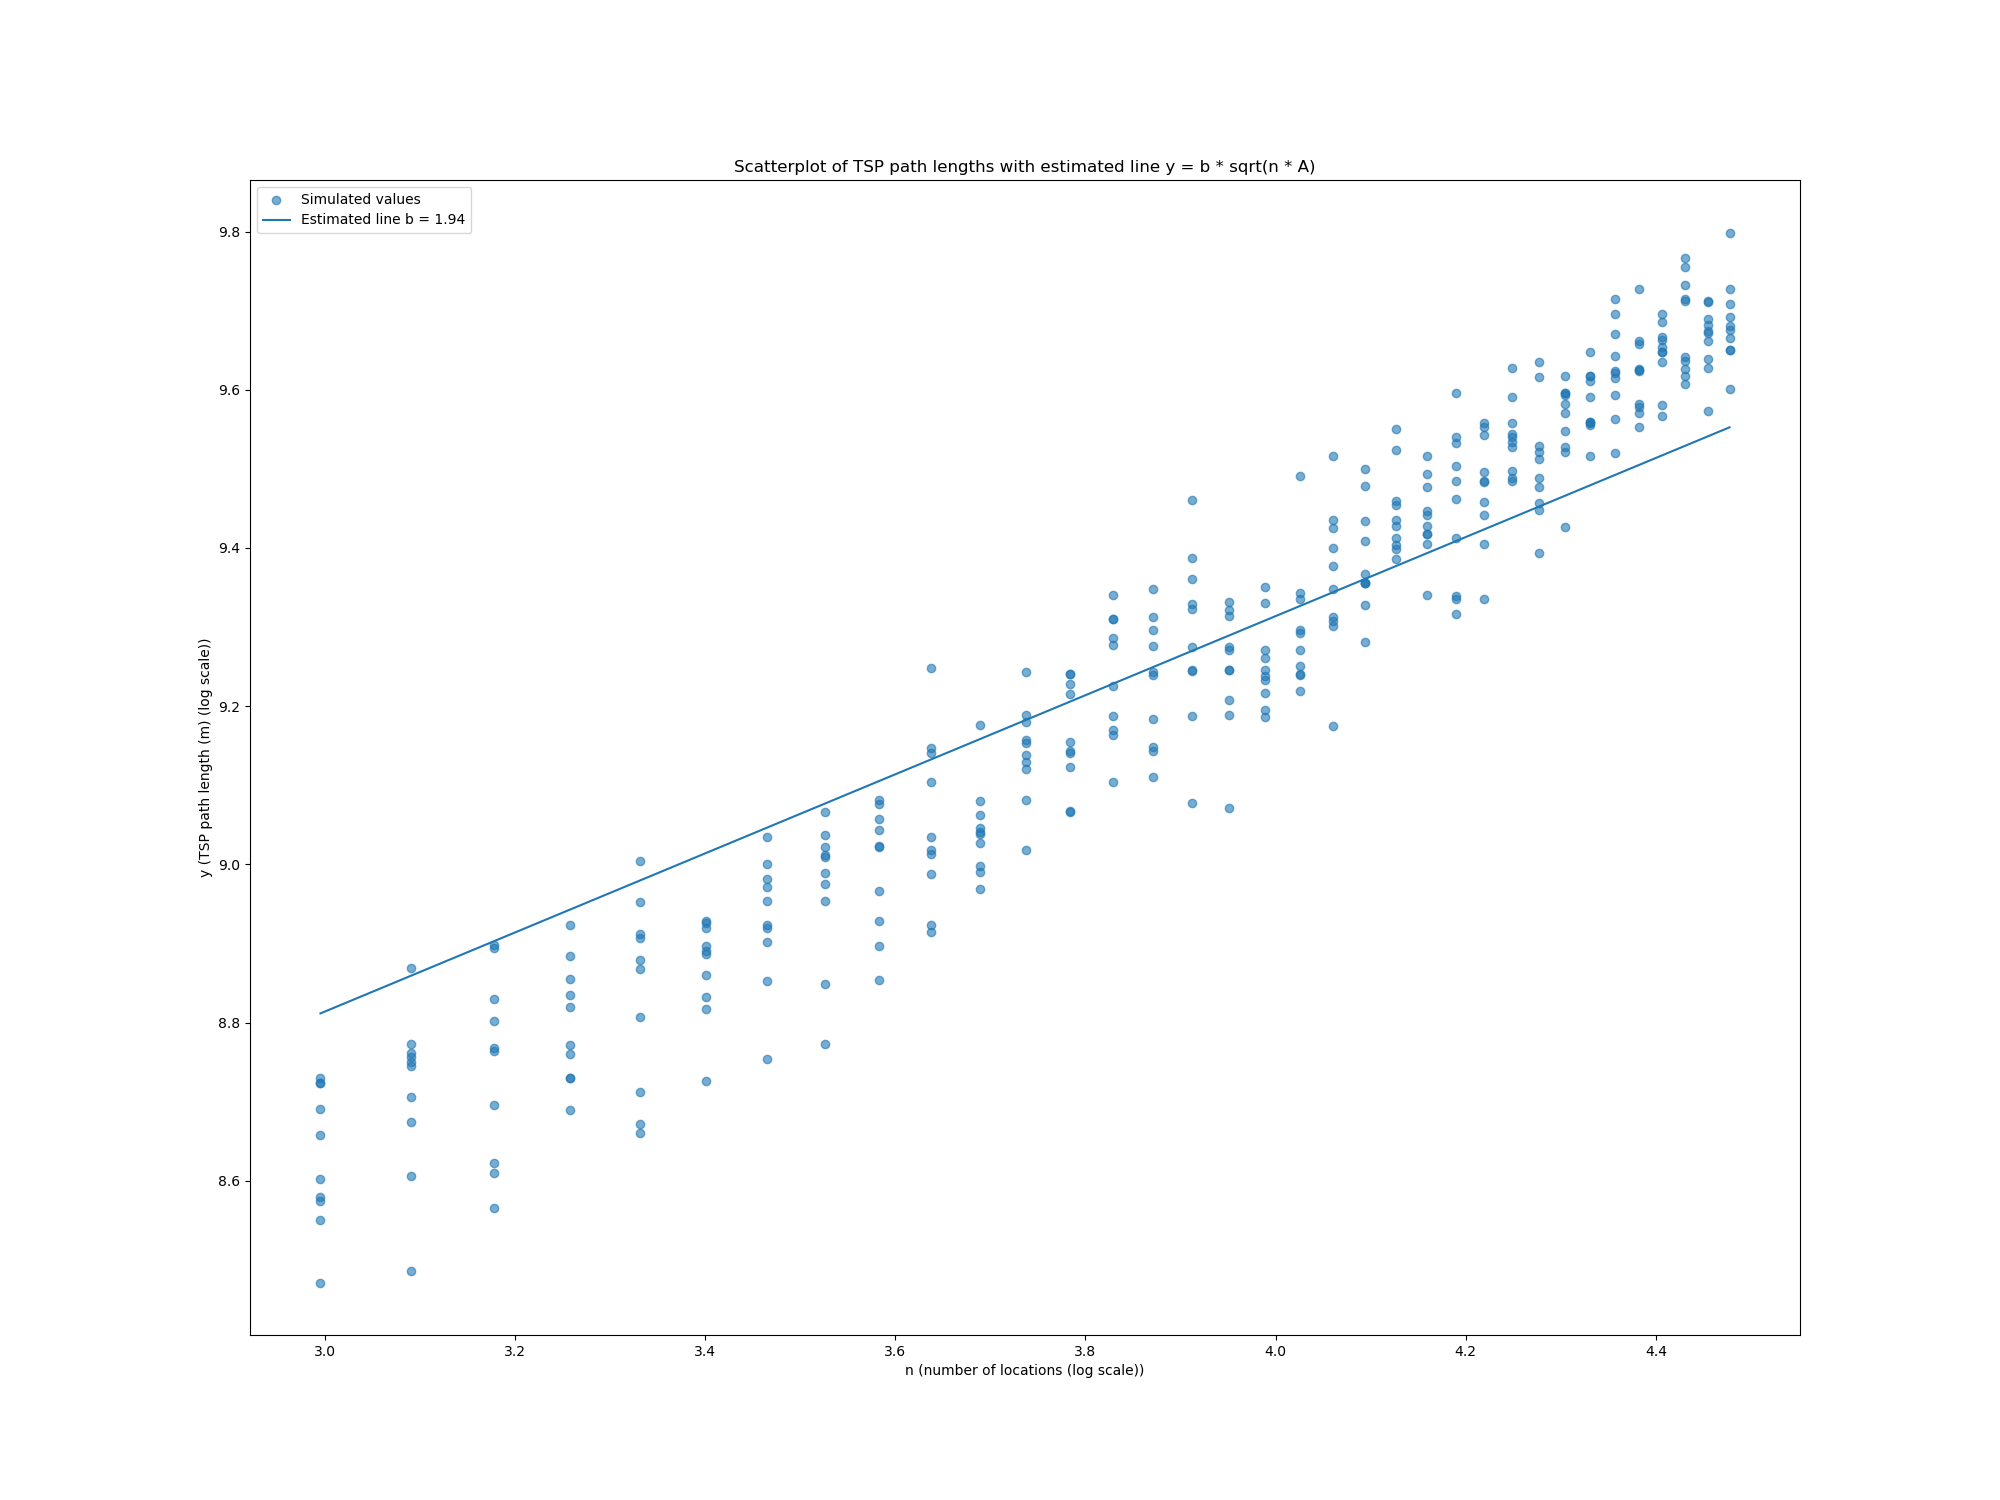 Scatterplot of TSP path lengths with estimated line y = b * sqrt(n * A)
Simulated values
Estimated line b = 1.94
9.8
9.6
9.4
9.2
9.0
8.8
8.6
y (TSP path length (m) (log scale))
3.0 3.2 3.4 3.6 3.8 4.0 4.2 4.4
n (number of locations (log scale))